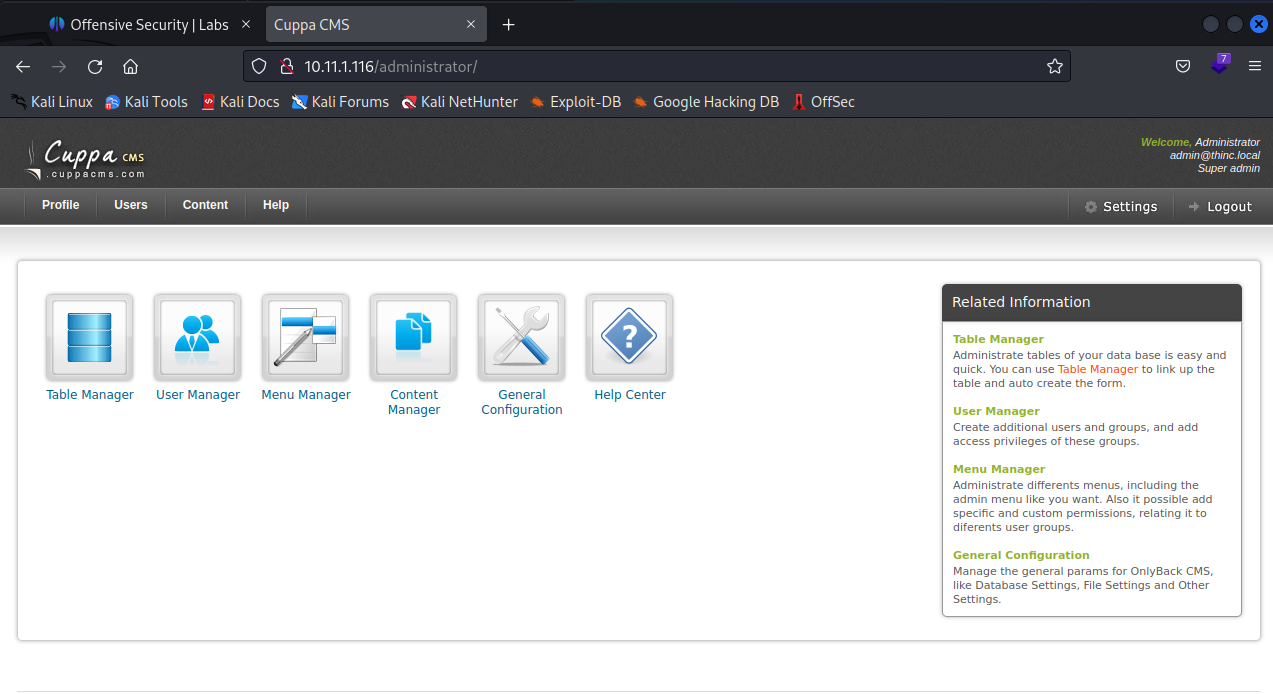 Offensive Security | Labs
Cuppa CMS
10.11.1.116/administrator/
7
Kali Linux
Kali Tools
Kali Docs
Kali Forums
Kali NetHunter
Exploit-DB
Google Hacking DB
OffSec
Cuppa CMS
.cuppacms.com
Welcome, Administrator
admin@thinc.local
Super admin
Profile
Users
Content
Help
Settings
Logout
Table Manager
User Manager
Menu Manager
Content
Manager
General
Configuration
?
Help Center
Related Information
Table Manager
Administrate tables of your data base is easy and
quick. You can use Table Manager to link up the
table and auto create the form.
User Manager
Create additional users and groups, and add
access privileges of these groups.
Menu Manager
Administrate differents menus, including the
admin menu like you want. Also it possible add
specific and custom permissions, relating it to
diferents user groups.
General Configuration
Manage the general params for OnlyBack CMS,
like Database Settings, File Settings and Other
Settings.